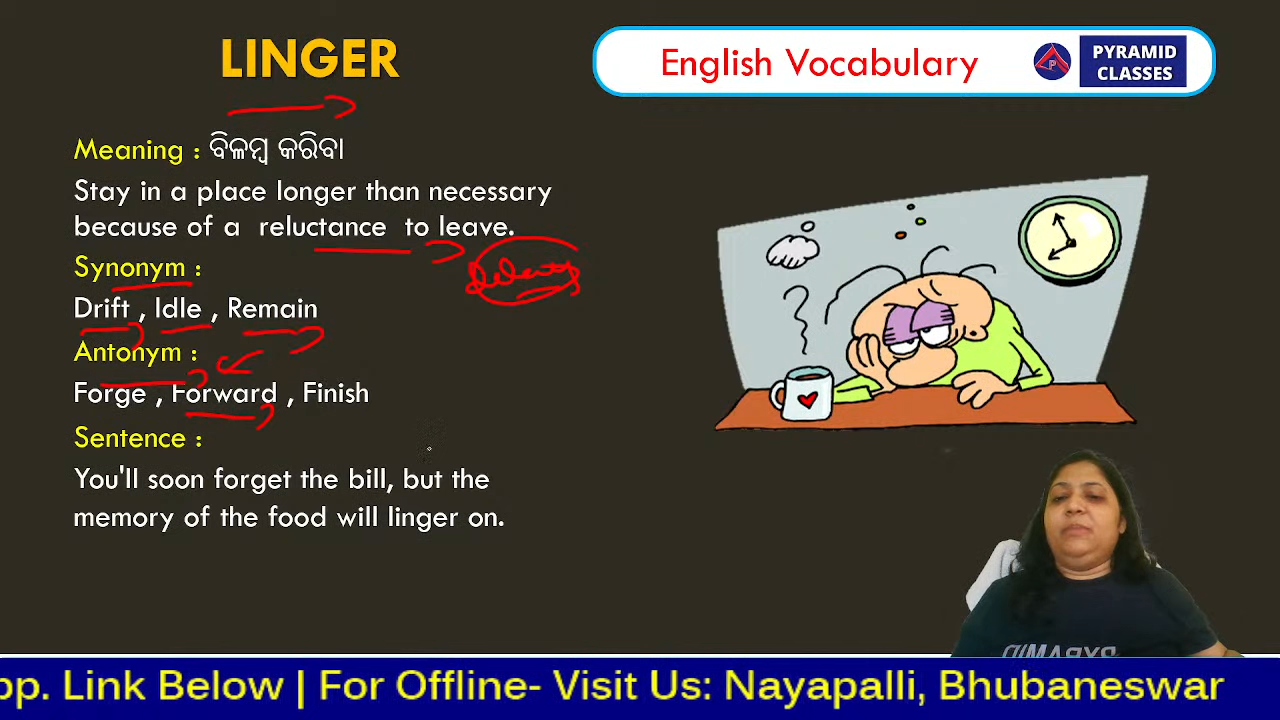 LINGER
English Vocabulary
PYRAMID
CLASSES
Meaning : ବିଳମ୍ବ କରିବା
Stay in a place longer than necessary
because of a reluctance to leave.
Synonym :
Drift , Idle , Remain
Antonym :
Forge , Forward , Finish
Sentence :
You'll soon forget the bill, but the
memory of the food will linger on.
pp. Link Below | For Offline- Visit Us: Nayapalli, Bhubaneswar